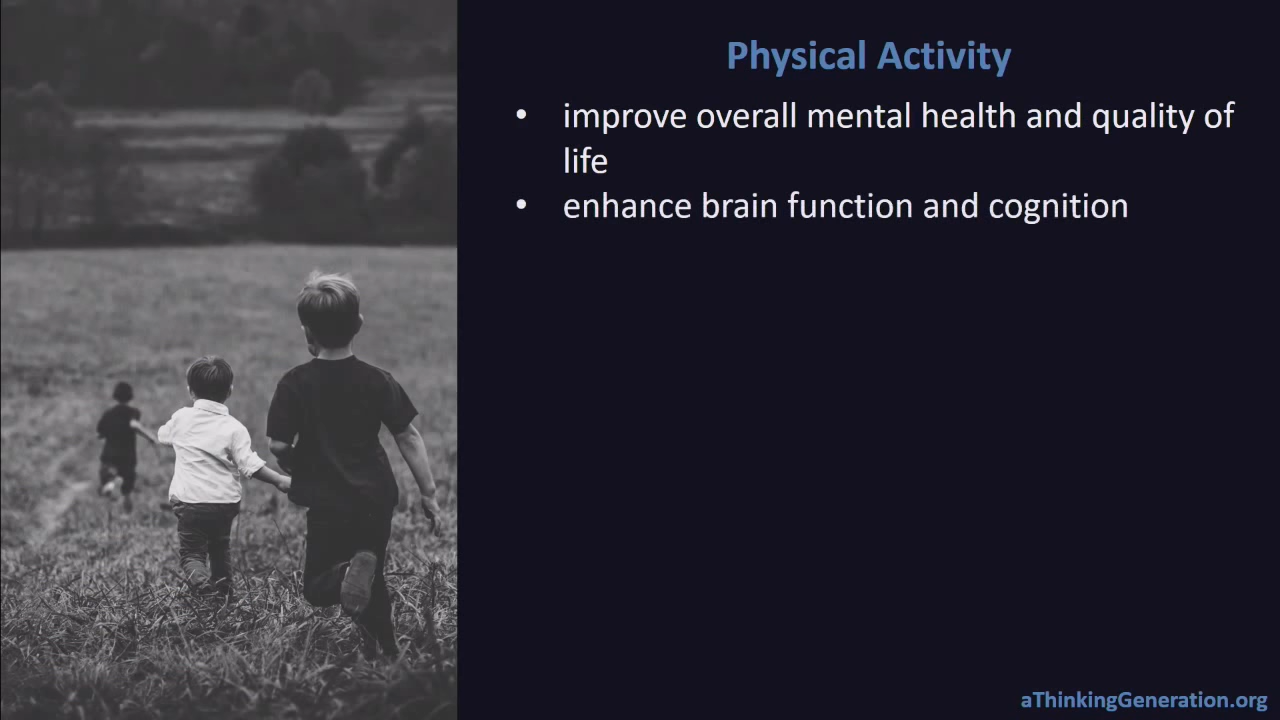 Physical Activity
• improve overall mental health and quality of
life
• enhance brain function and cognition
aThinkingGeneration.org